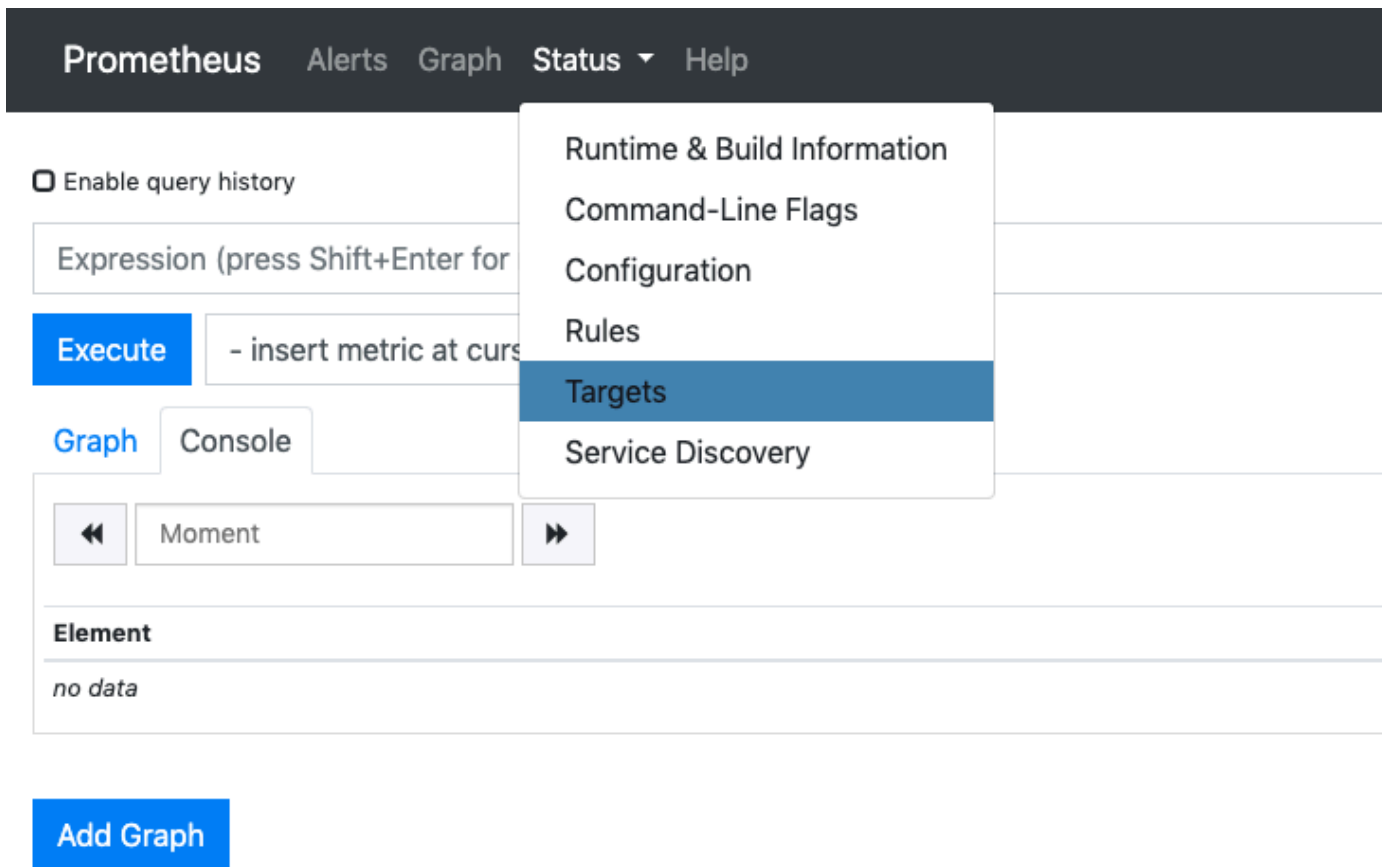 Prometheus Alerts Graph Status Help
Runtime & Build Information
Command-Line Flags
Configuration
Rules
Targets
Service Discovery
Enable query history
Expression (press Shift+Enter for
Execute
- insert metric at curs
Graph Console
Moment
Element
no data
Add Graph